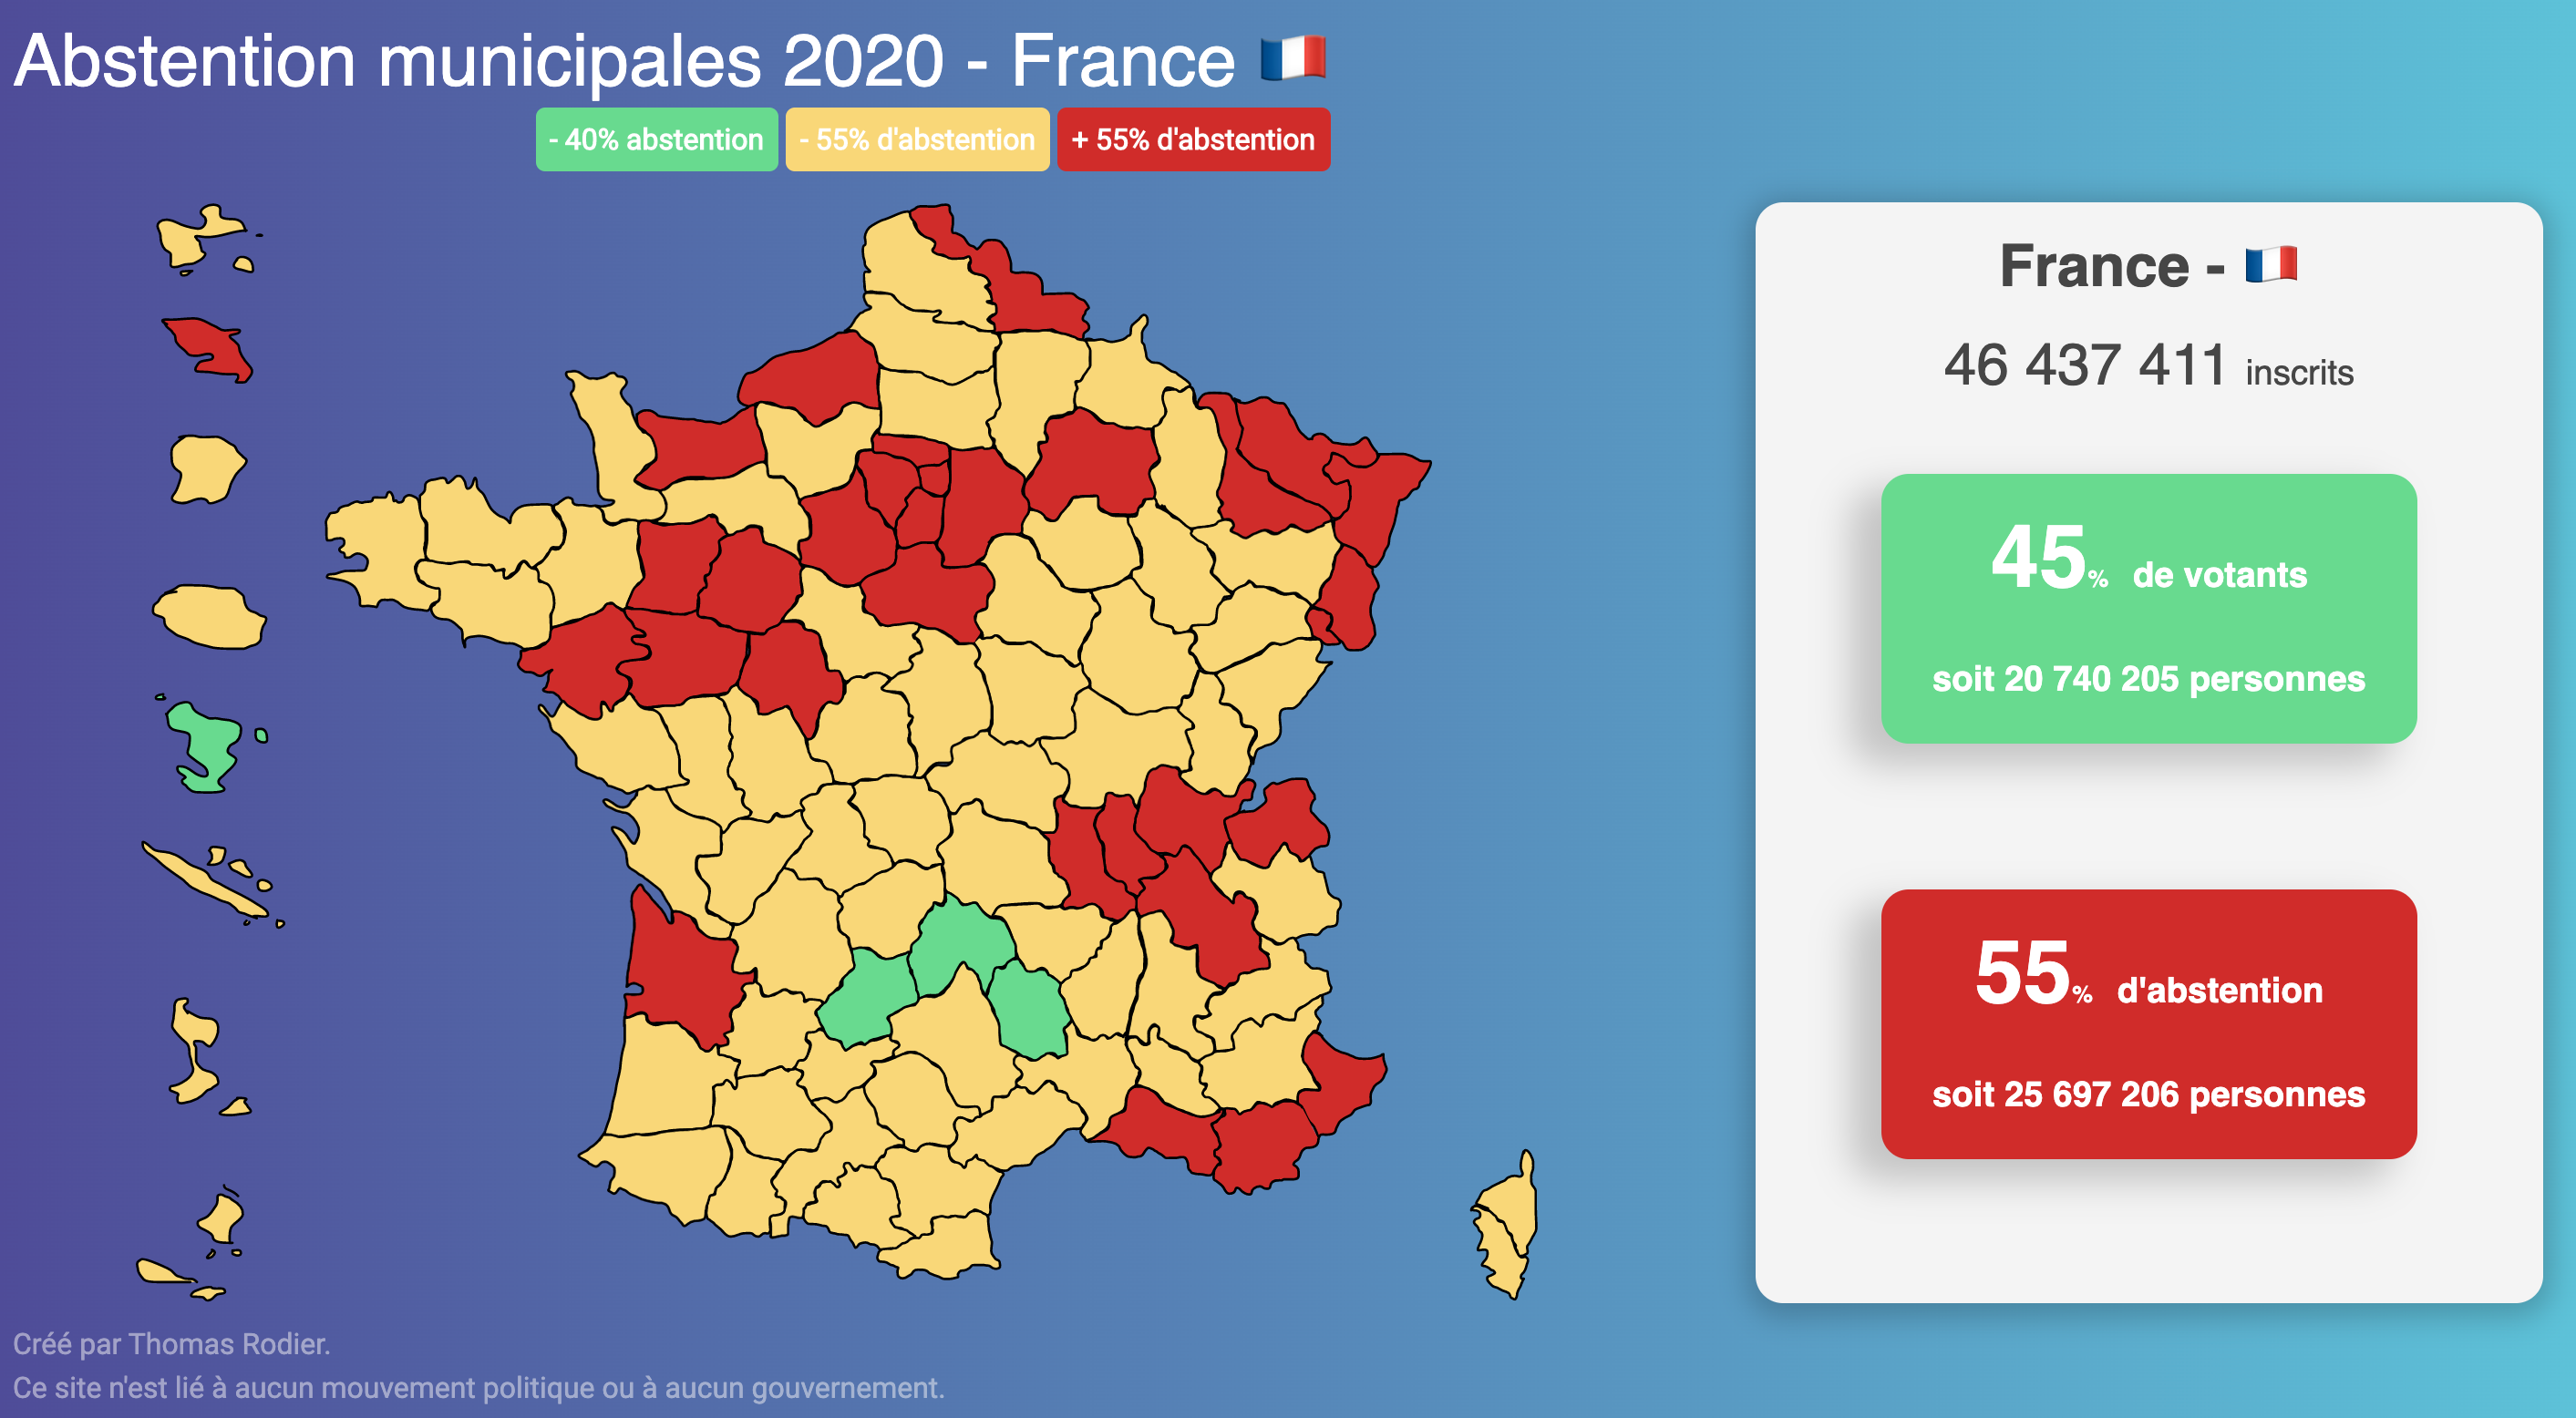 Abstention municipales 2020 - France 🇫🇷
- 40% abstention - 55% d'abstention + 55% d'abstention
France - 🇫🇷
46 437 411 inscrits
45% de votants
soit 20 740 205 personnes
55% d'abstention
soit 25 697 206 personnes
Créé par Thomas Rodier.
Ce site n'est lié à aucun mouvement politique ou à aucun gouvernement.